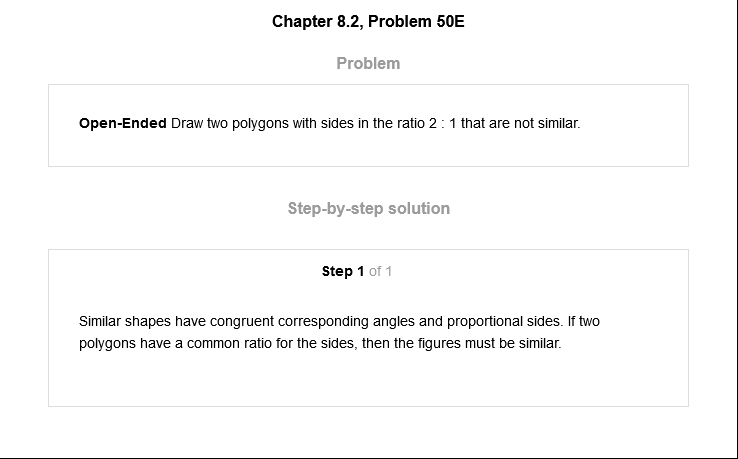 Chapter 8.2, Problem 50E
Problem
Open-Ended Draw two polygons with sides in the ratio 2 : 1 that are not similar.
Step-by-step solution
Step 1 of 1
Similar shapes have congruent corresponding angles and proportional sides. If two
polygons have a common ratio for the sides, then the figures must be similar.